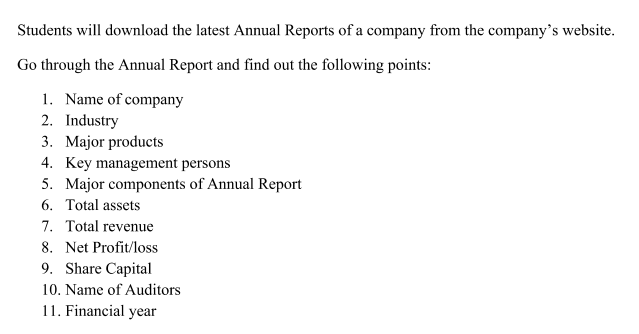 Students will download the latest Annual Reports of a company from the company’s website.
Go through the Annual Report and find out the following points:
1. Name of company
2. Industry
3. Major products
4. Key management persons
5. Major components of Annual Report
6. Total assets
7. Total revenue
8. Net Profit/loss
9. Share Capital
10. Name of Auditors
11. Financial year